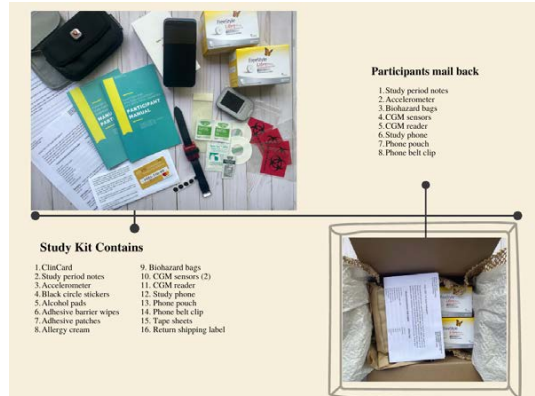 FreeStyle
PARTICIPANT
MANUAL
Participants mail back
1. Study period notes
2. Accelerometer
3. Biohazard bags
4. CGM sensors
5. CGM reader
6. Study phone
7. Phone pouch
8. Phone belt clip
Study Kit Contains
1. ClinCard
2. Study period notes
3. Accelerometer
4. Black circle stickers
5. Alcohol pads
6. Adhesive barrier wipes
7. Adhesive patches
8. Allergy cream
9. Biohazard bags
10. CGM sensors (2)
11. CGM reader
12. Study phone
13. Phone pouch
14. Phone belt clip
15. Tape sheets
16. Return shipping label